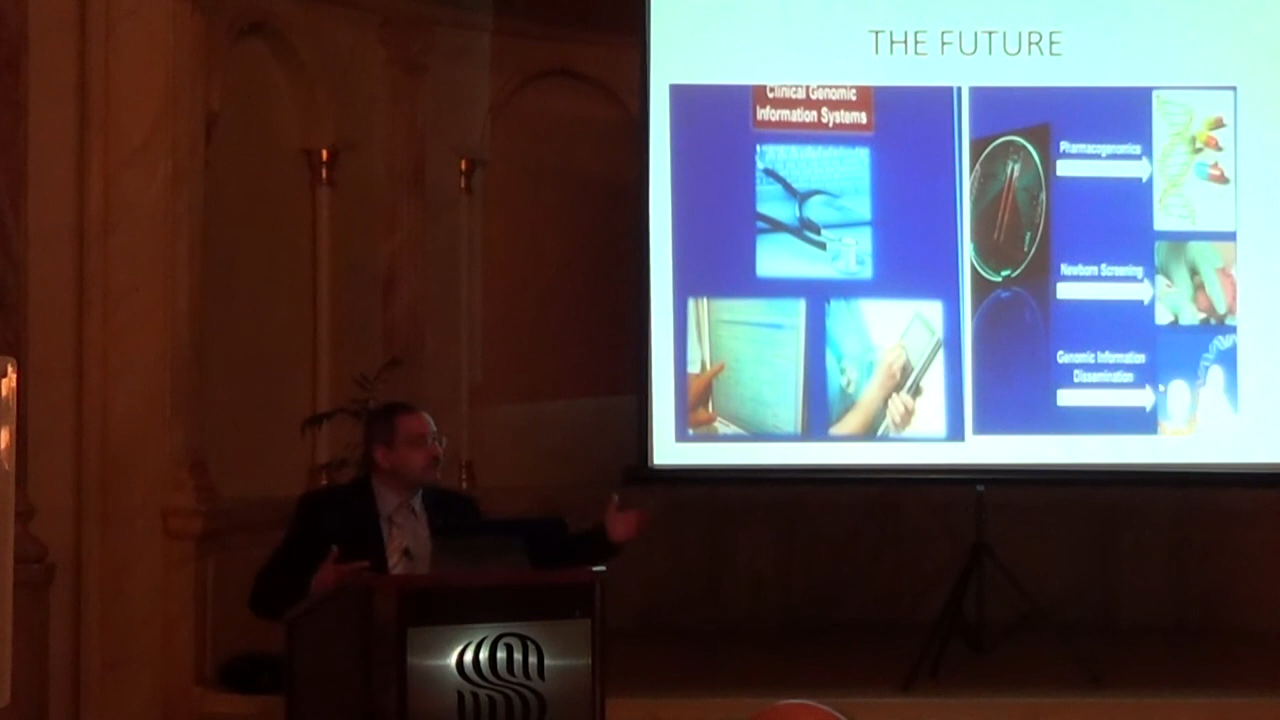 THE FUTURE
Clinical Genomic
Information Systems
Pharmacogenomics
Newborn Screening
Genomic Information
Dissemination
S